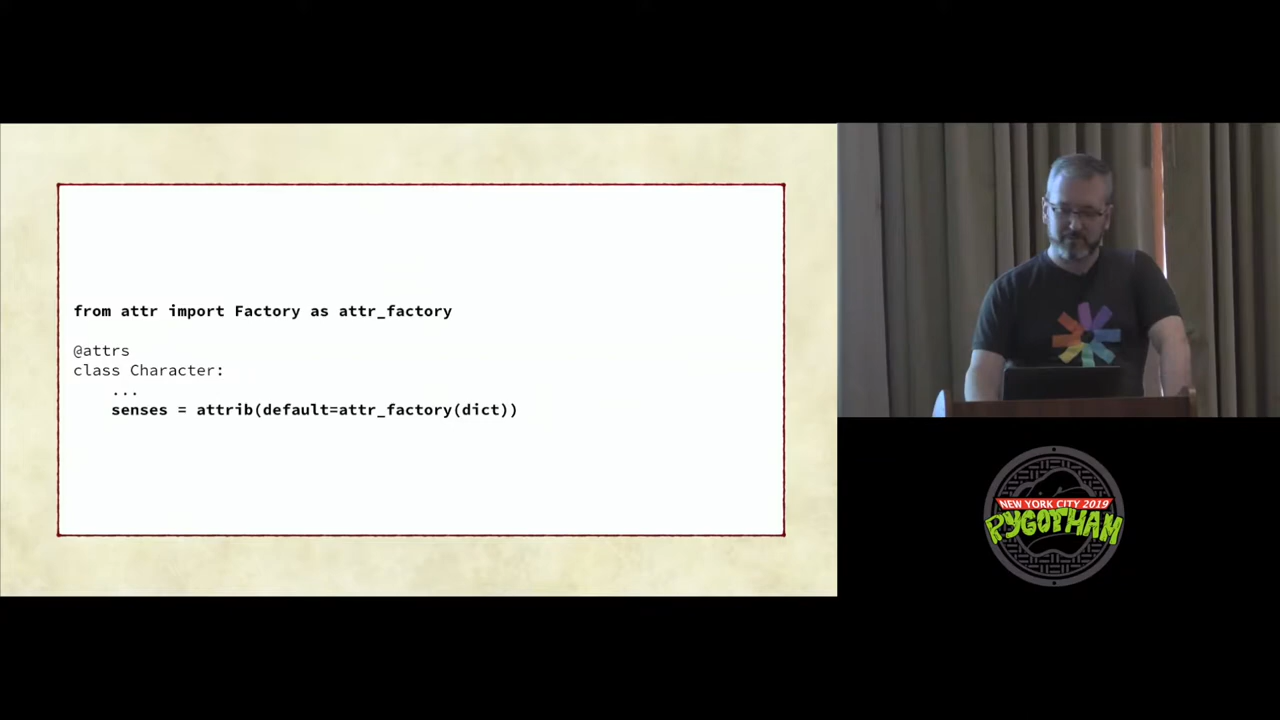 from attr import Factory as attr_factory
@attrs
class Character:
...
senses = attrib(default=attr_factory(dict))
NEW YORK CITY 2019
PYGOTHAM